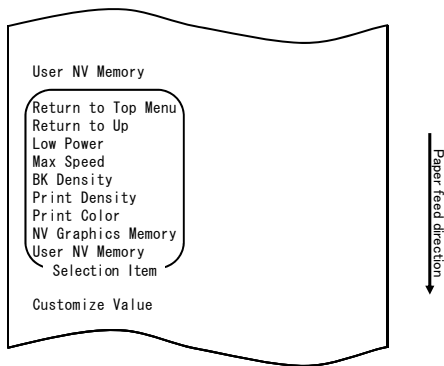 User NV Memory
Return to Top Menu
Return to Up
Low Power
Max Speed
BK Density
Print Density
Print Color
NV Graphics Memory
User NV Memory
Selection Item
Customize Value
Paper feed direction